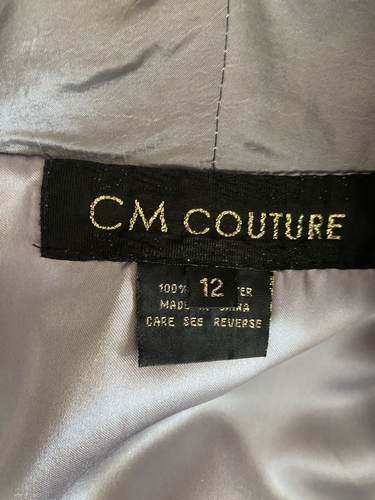 CM COUTURE
12
100% 
MADE CHINA
CARE SEE REVERSE